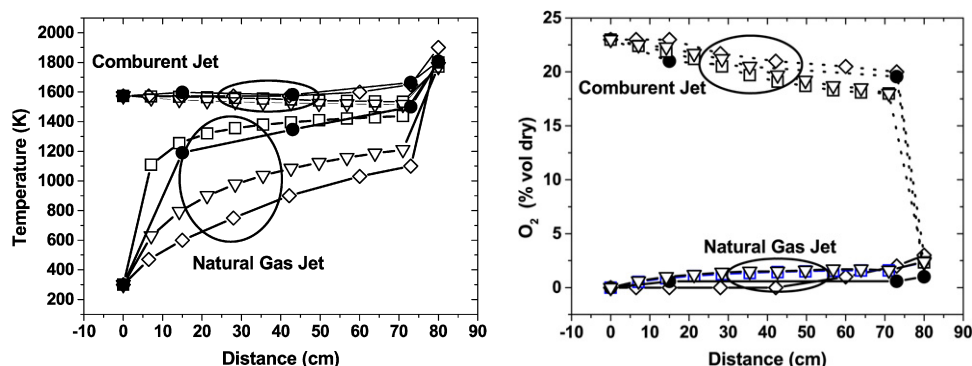 2000
1800
1600
1400
1200
1000
800
600
400
200
Temperature (K)
Comburent Jet
Natural Gas Jet
-10 0 10 20 30 40 50 60 70 80 90
Distance (cm)
25
20
15
10
5
0
O2 (% vol dry)
Comburent Jet
Natural Gas Jet
-10 0 10 20 30 40 50 60 70 80 90
Distance (cm)